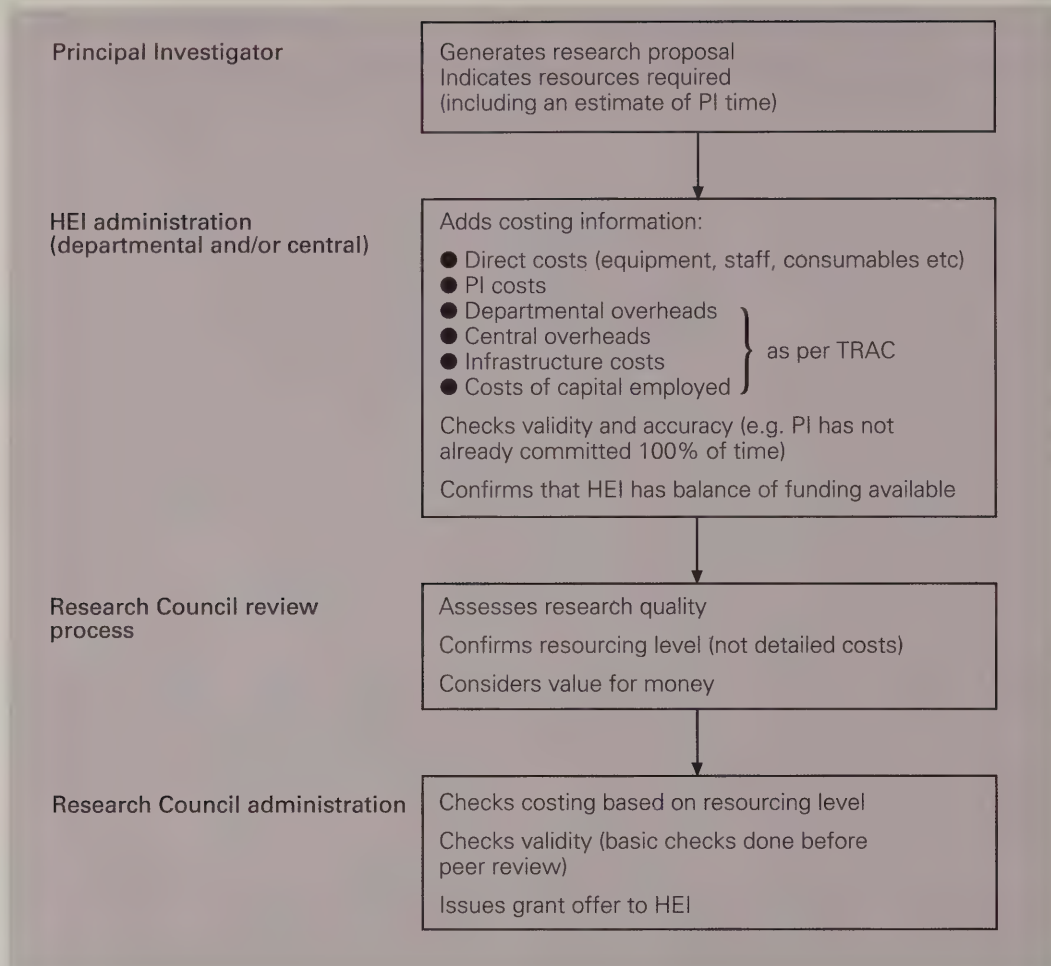 Principal Investigator
Generates research proposal
Indicates resources required
(including an estimate of PI time)
HEI administration
(departmental and/or central)
Adds costing information:
● Direct costs (equipment, staff, consumables etc)
● PI costs
● Departmental overheads
● Central overheads
● Infrastructure costs
● Costs of capital employed
as per TRAC
Checks validity and accuracy (e.g. PI has not
already committed 100% of time)
Confirms that HEI has balance of funding available
Research Council review
process
Assesses research quality
Confirms resourcing level (not detailed costs)
Considers value for money
Research Council administration
Checks costing based on resourcing level
Checks validity (basic checks done before
peer review)
Issues grant offer to HEI